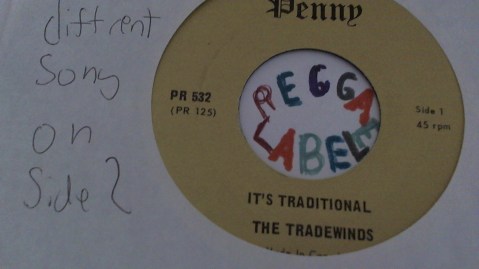 Penny
diffrent
Song
on
Side 2
PR 532
(PR 125)
REGGA
LABEL
Side 1
45 rpm
IT'S TRADITIONAL
THE TRADEWINDS